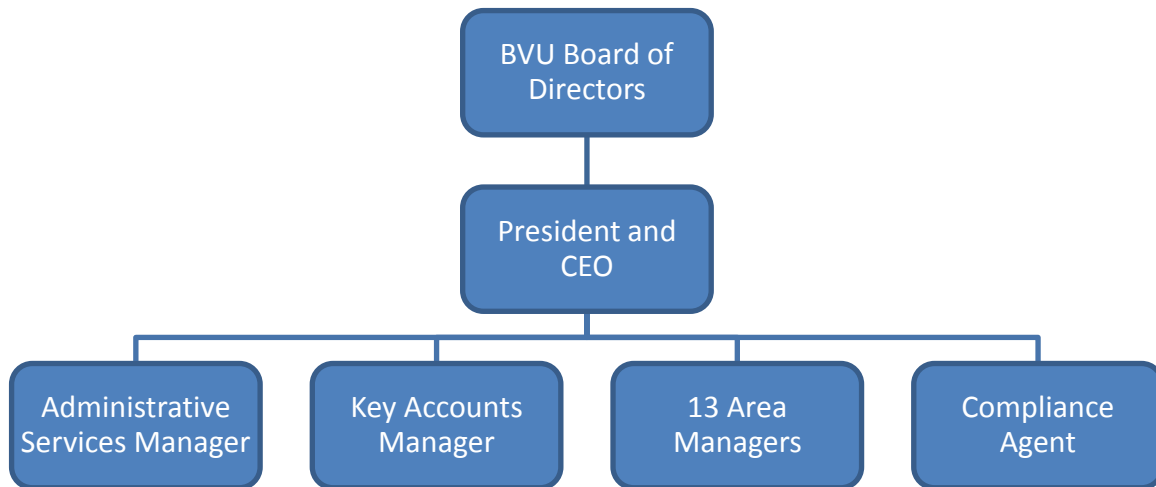 BVU Board of
Directors
President and
CEO
Administrative
Services Manager
Key Accounts
Manager
13 Area
Managers
Compliance
Agent